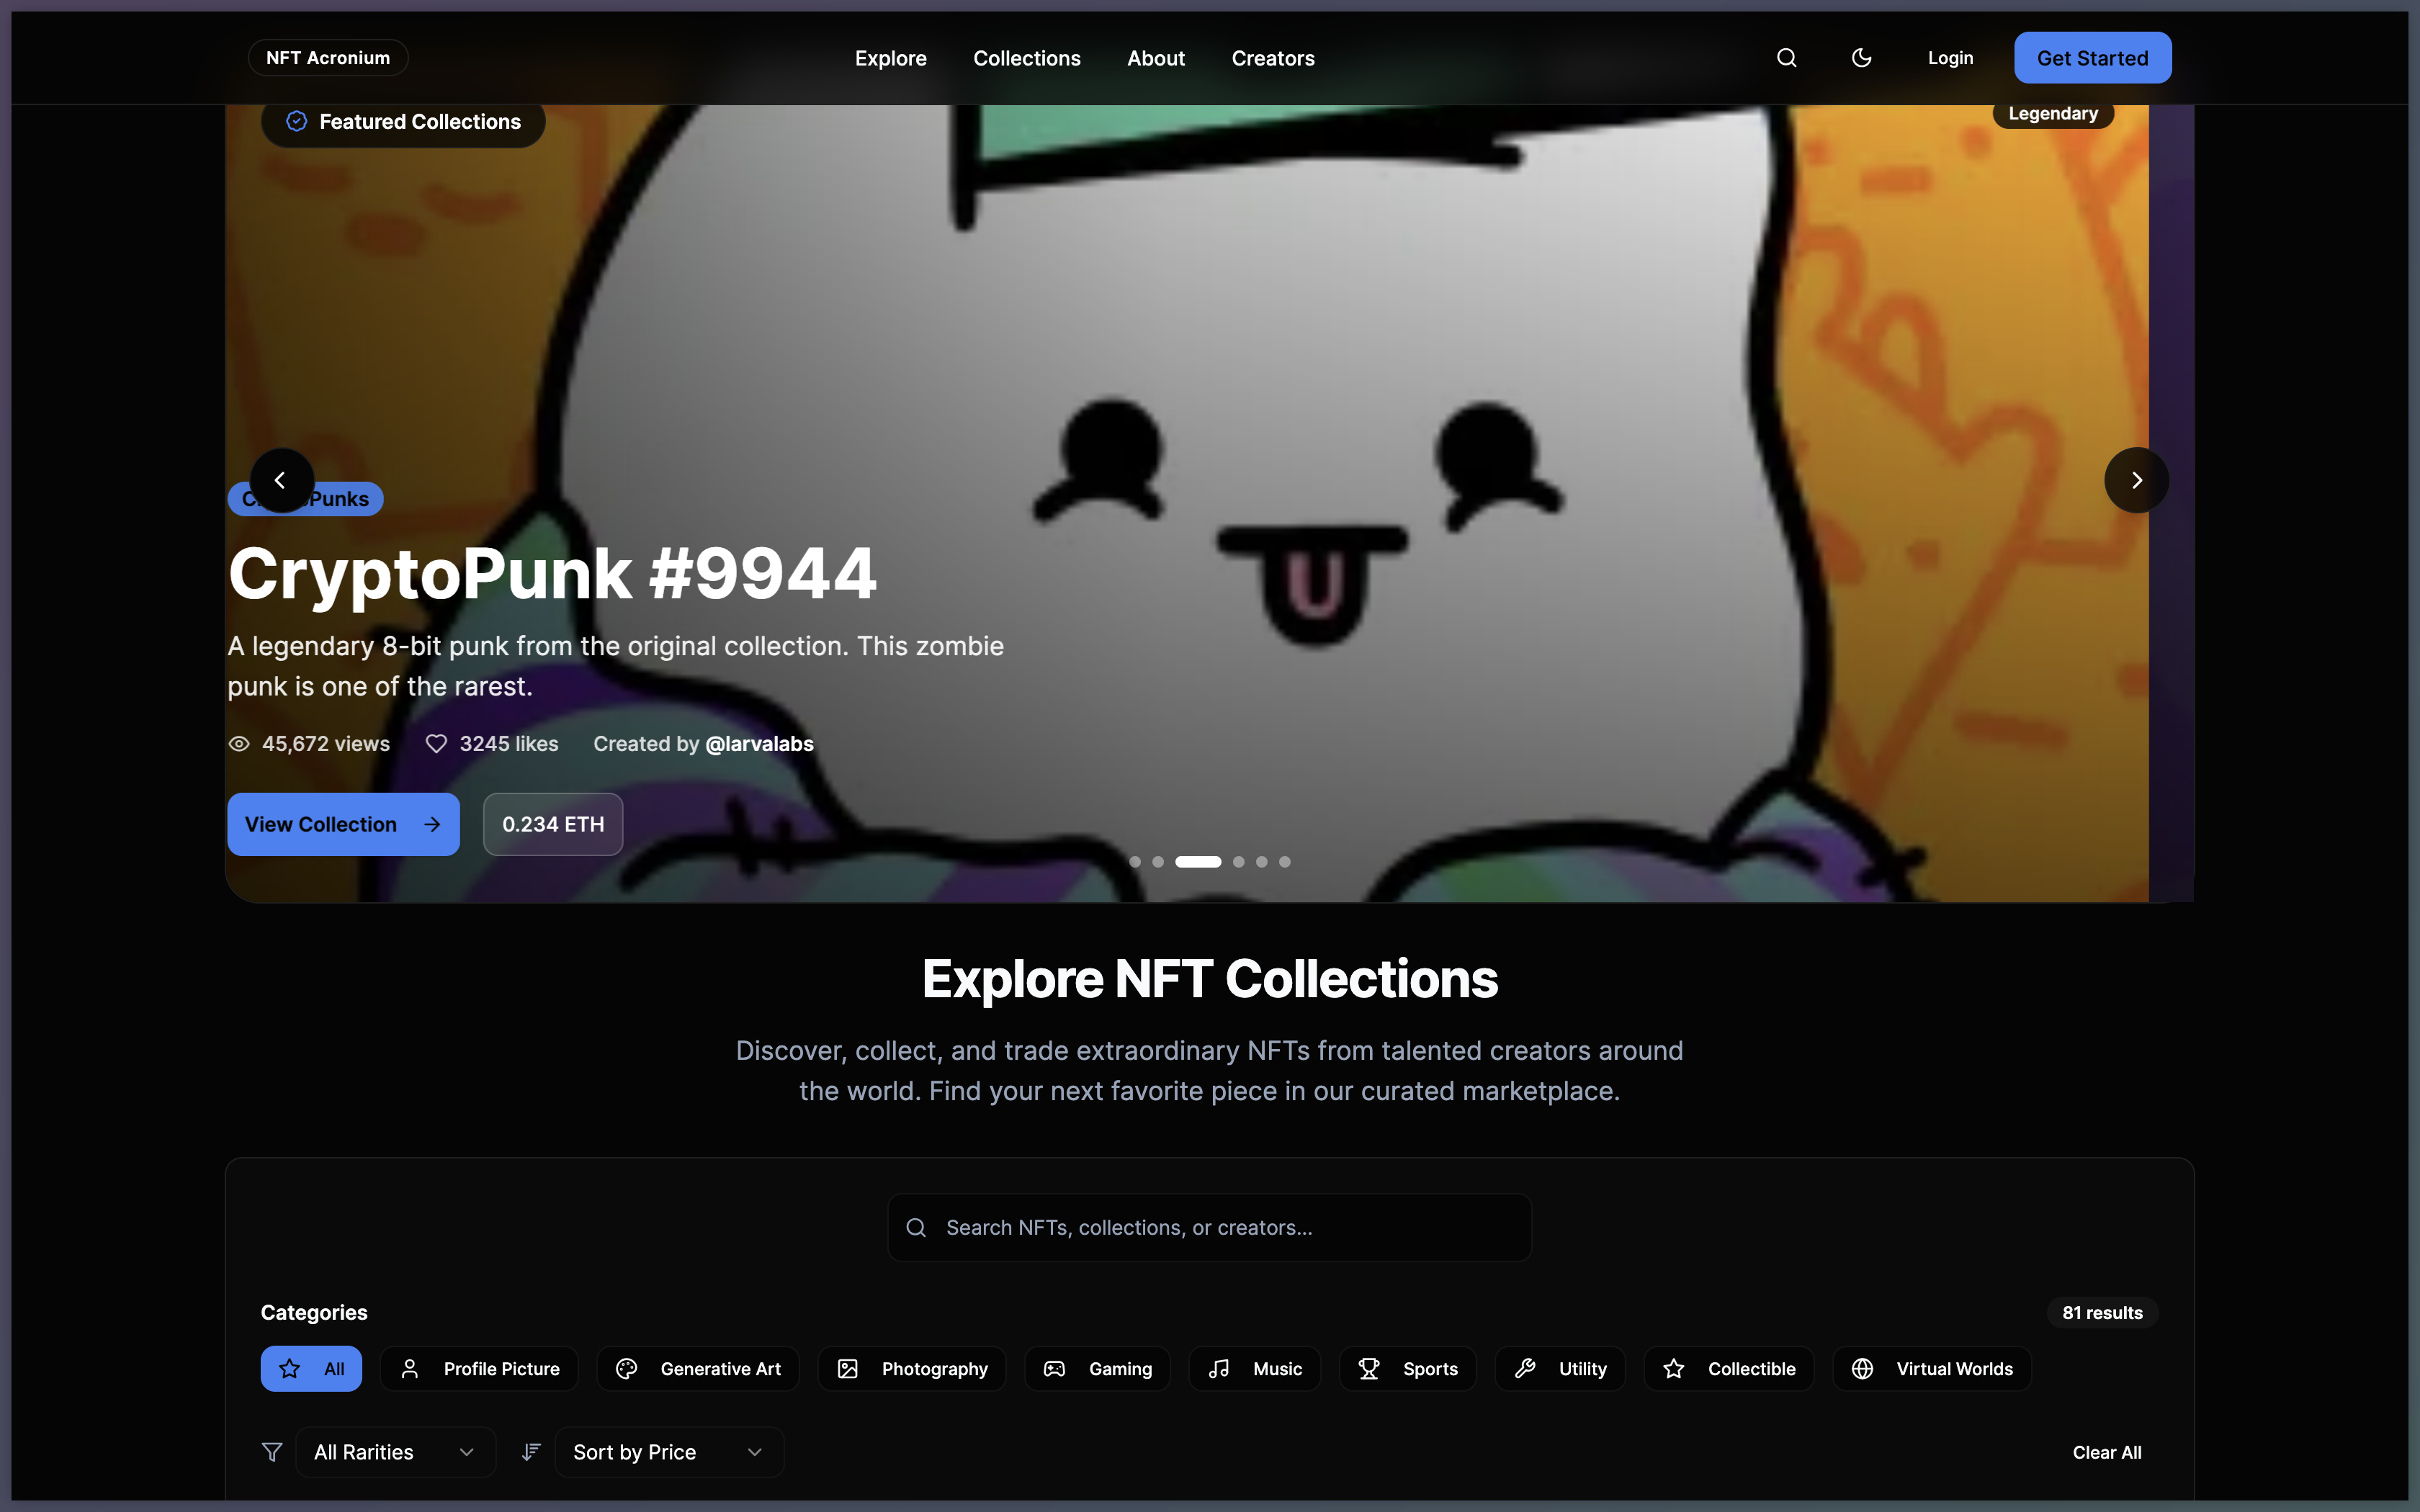 NFT Acronium
Explore
Collections
About
Creators
Login
Get Started
Featured Collections
Legendary
CryptoPunk #9944
A legendary 8-bit punk from the original collection. This zombie
punk is one of the rarest.
45,672 views
3245 likes
Created by @larvalabs
View Collection
0.234 ETH
Explore NFT Collections
Discover, collect, and trade extraordinary NFTs from talented creators around
the world. Find your next favorite piece in our curated marketplace.
Search NFTs, collections, or creators...
Categories
81 results
All
Profile Picture
Generative Art
Photography
Gaming
Music
Sports
Utility
Collectible
Virtual Worlds
All Rarities
Sort by Price
Clear All